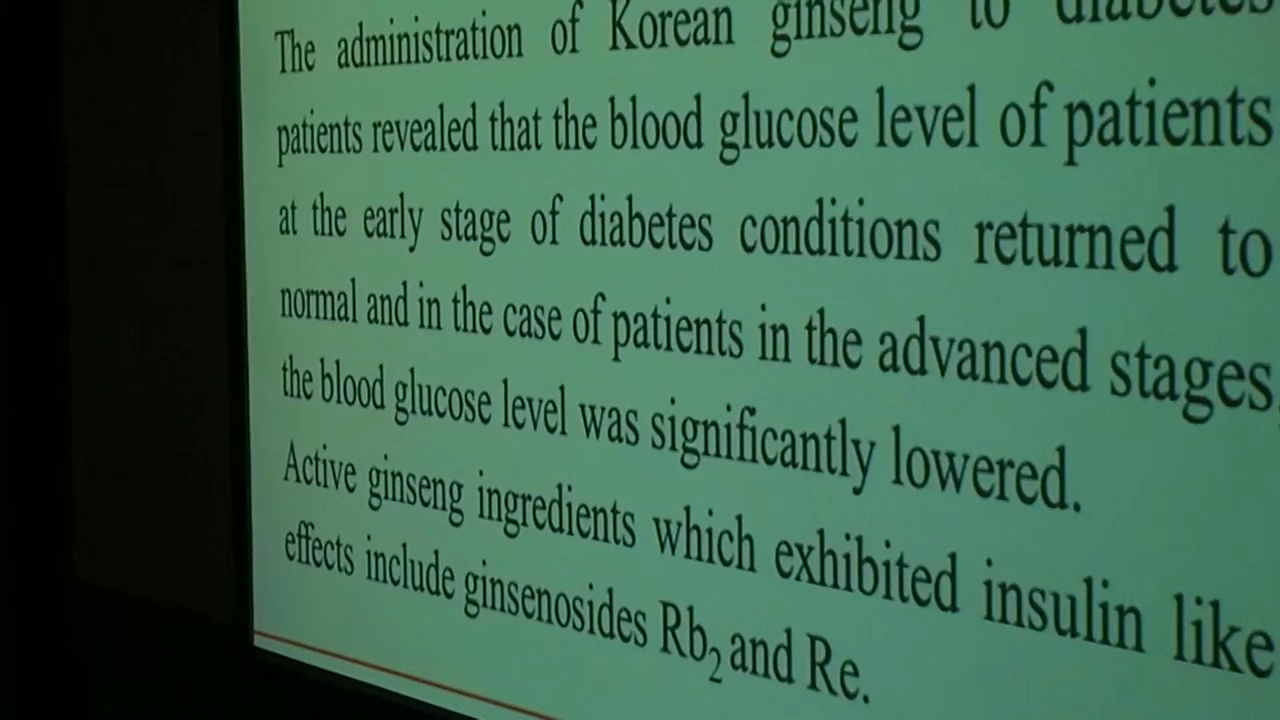 The administration of Korean ginseng to diabetes
patients revealed that the blood glucose level of patients
at the early stage of diabetes conditions returned to
normal and in the case of patients in the advanced stages,
the blood glucose level was significantly lowered.
Active ginseng ingredients which exhibited insulin like
effects include ginsenosides Rb₂ and Re.